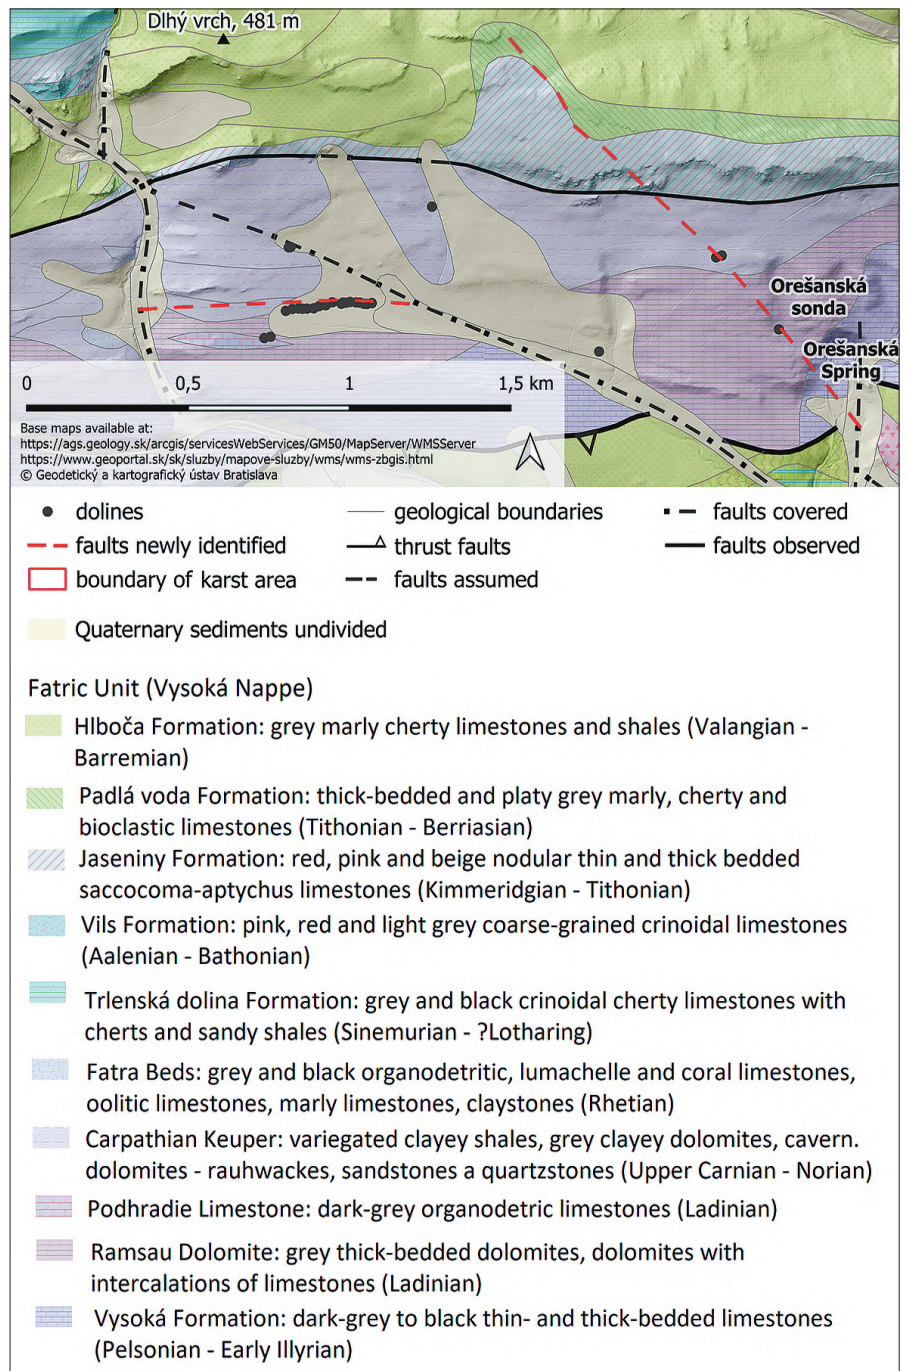 Dlhý vrch, 481 m
Orešanská
sonda
Orešanská
Spring
0 0,5 1 1,5 km
Base maps available at:
https://ags.geology.sk/arcgis/servicesWebServices/GM50/MapServer/WMSServer
https://www.geoportal.sk/sk/sluzby/mapove-sluzby/wms/wms-zbgis.html
© Geodetický a kartografický ústav Bratislava
dolines geological boundaries faults covered
faults newly identified thrust faults faults observed
boundary of karst area faults assumed
Quaternary sediments undivided
Fatric Unit (Vysoká Nappe)
Hlboča Formation: grey marly cherty limestones and shales (Valangian -
Barremian)
Padlá voda Formation: thick-bedded and platy grey marly, cherty and
bioclastic limestones (Tithonian - Berriasian)
Jaseniny Formation: red, pink and beige nodular thin and thick bedded
saccocoma-aptychus limestones (Kimmeridgian - Tithonian)
Vils Formation: pink, red and light grey coarse-grained crinoidal limestones
(Aalenian - Bathonian)
Trlenská dolina Formation: grey and black crinoidal cherty limestones with
cherts and sandy shales (Sinemurian - ?Lotharing)
Fatra Beds: grey and black organodetritic, lumachelle and coral limestones,
oolitic limestones, marly limestones, claystones (Rhetian)
Carpathian Keuper: variegated clayey shales, grey clayey dolomites, cavern.
dolomites - rauhwackes, sandstones a quartzstones (Upper Carnian - Norian)
Podhradie Limestone: dark-grey organodetric limestones (Ladinian)
Ramsau Dolomite: grey thick-bedded dolomites, dolomites with
intercalations of limestones (Ladinian)
Vysoká Formation: dark-grey to black thin- and thick-bedded limestones
(Pelsonian - Early Illyrian)